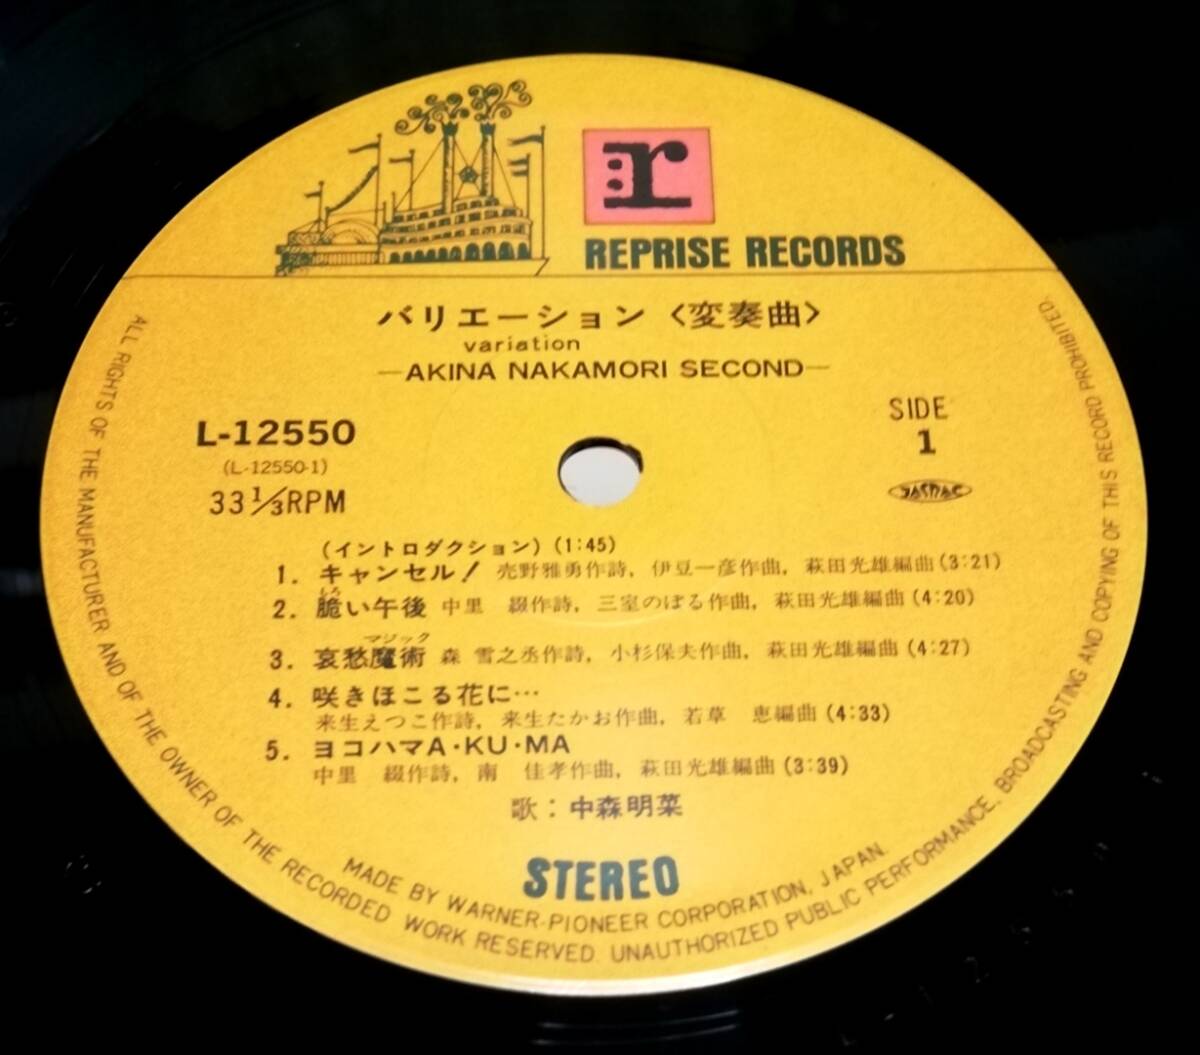 r
REPRISE RECORDS
バリエーション〈変奏曲〉
variation
—AKINA NAKAMORI SECOND—
L-12550
(L-12550-1)
33 1/3 RPM
SIDE
1
JASRAC
(イントロダクション) (1:45)
1. キャンセル! 売野雅勇作詩, 伊豆一彦作曲, 萩田光雄編曲 (3:21)
もろ
2. 脆い午後 中里 綴作詩, 三室のぼる作曲, 萩田光雄編曲 (4:20)
マジック
3. 哀愁魔術 森 雪之丞作詩, 小杉保夫作曲, 萩田光雄編曲 (4:27)
4. 咲きほこる花に…
来生えつこ作詩, 来生たかお作曲, 若草 恵編曲 (4:33)
5. ヨコハマA・KU・MA
中里 綴作詩, 南 佳孝作曲, 萩田光雄編曲 (3:39)
歌: 中森明菜
STEREO
MADE BY WARNER-PIONEER CORPORATION, JAPAN.
ALL RIGHTS OF THE MANUFACTURER AND OF THE OWNER OF THE RECORDED WORK RESERVED. UNAUTHORIZED PUBLIC PERFORMANCE, BROADCASTING AND COPYING OF THIS RECORD PROHIBITED.